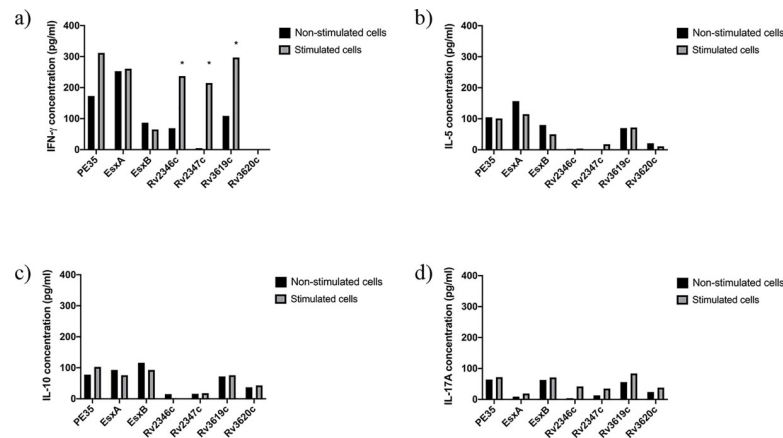 a)
IFN-γ concentration (pg/ml)
400
300
200
100
0
* * *
PE35 EsxA EsxB Rv2346c Rv2347c Rv3619c Rv3620c
Non-stimulated cells
Stimulated cells
b)
IL-5 concentration (pg/ml)
400
300
200
100
0
PE35 EsxA EsxB Rv2346c Rv2347c Rv3619c Rv3620c
Non-stimulated cells
Stimulated cells
c)
IL-10 concentration (pg/ml)
400
300
200
100
0
PE35 EsxA EsxB Rv2346c Rv2347c Rv3619c Rv3620c
Non-stimulated cells
Stimulated cells
d)
IL-17A concentration (pg/ml)
400
300
200
100
0
PE35 EsxA EsxB Rv2346c Rv2347c Rv3619c Rv3620c
Non-stimulated cells
Stimulated cells